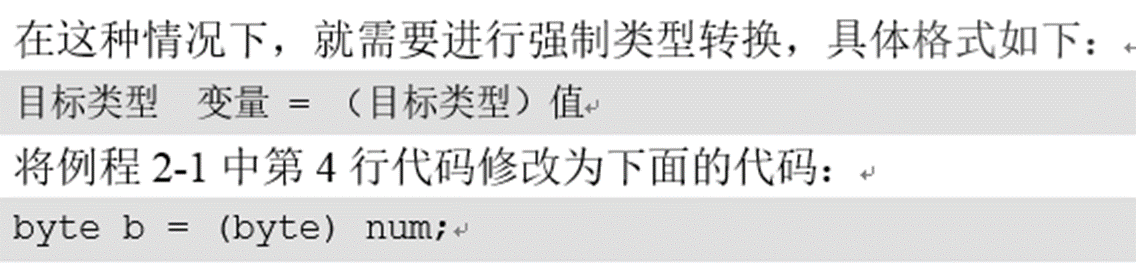 在这种情况下，就需要进行强制类型转换，具体格式如下：
目标类型 变量 = （目标类型）值
将例程 2-1 中第 4 行代码修改为下面的代码：
byte b = (byte) num;